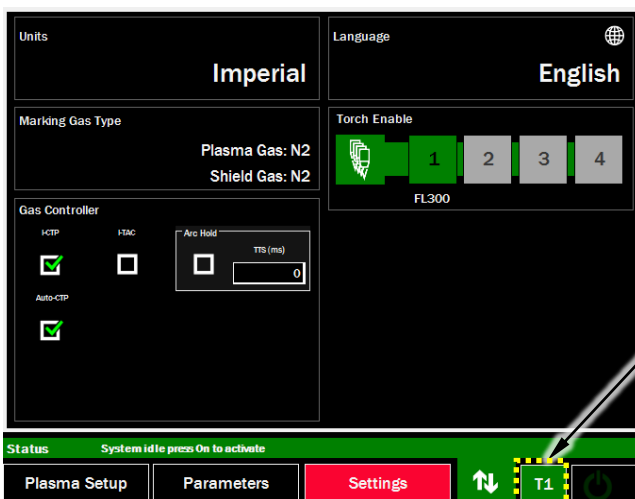 Units
Imperial
Language
English
Marking Gas Type
Plasma Gas: N2
Shield Gas: N2
Torch Enable
1 2 3 4
FL300
Gas Controller
I-CTP
I-TAC
Arc Hold
TTS (ms)
0
Auto-CTP
Status System idle press On to activate
Plasma Setup Parameters Settings T1